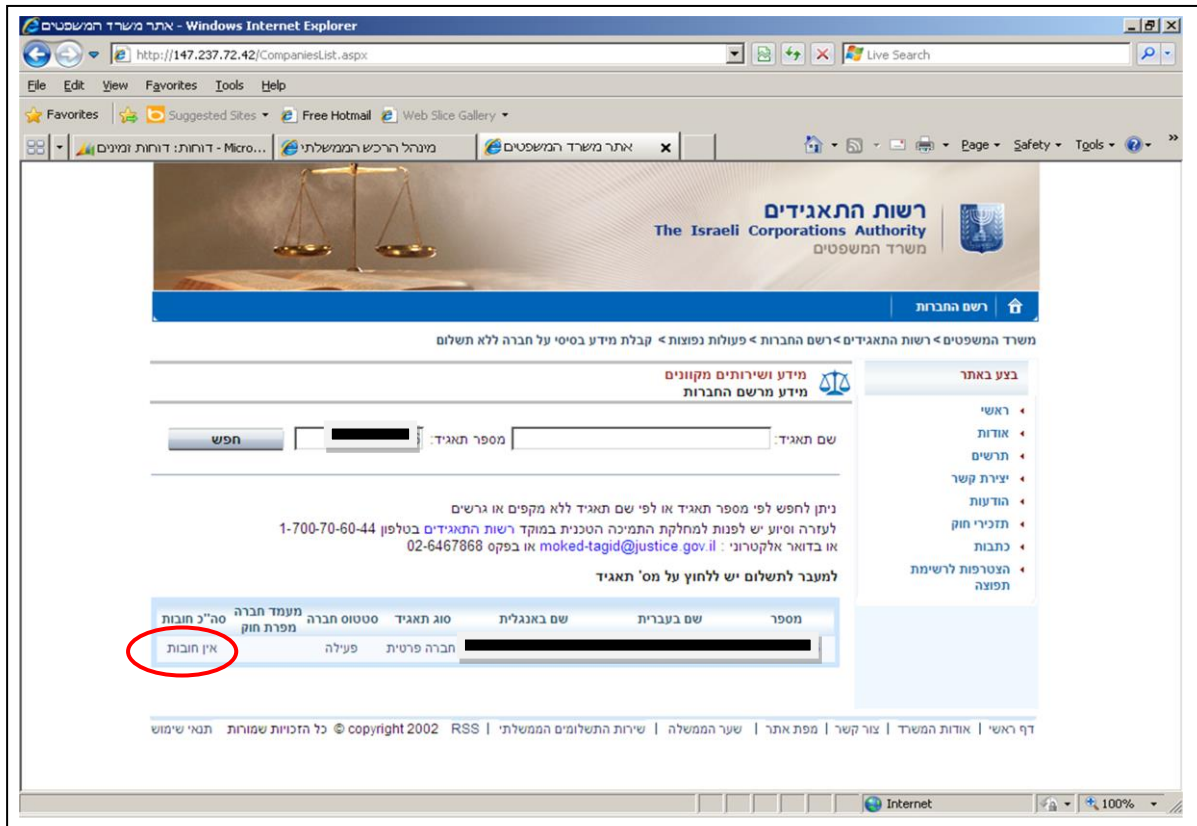 אתר משרד המשפטים - Windows Internet Explorer
http://147.237.72.42/CompaniesList.aspx
Live Search
File Edit View Favorites Tools Help
Favorites Suggested Sites Free Hotmail Web Slice Gallery
דוחות: דוחות זמינים - Micro... מינהל הרכש הממשלתי אתר משרד המשפטים Page Safety Tools »
רשות התאגידים
The Israeli Corporations Authority
משרד המשפטים
רשם החברות
משרד המשפטים > רשות התאגידים > רשם החברות > פעולות נפוצות > קבלת מידע בסיסי על חברה ללא תשלום
בצע באתר
ראשי
אודות
תרשים
יצירת קשר
הודעות
תזכירי חוק
כתבות
הצטרפות לרשימת
תפוצה
מידע ושירותים מקוונים
מידע מרשם החברות
שם תאגיד: מספר תאגיד: חפש
ניתן לחפש לפי מספר תאגיד או לפי שם תאגיד ללא מקפים או גרשים
לעזרה וסיוע יש לפנות למחלקת התמיכה הטכנית במוקד רשות התאגידים בטלפון 1-700-70-60-44
או בדואר אלקטרוני : moked-tagid@justice.gov.il או בפקס 02-6467868
למעבר לתשלום יש ללחוץ על מס' תאגיד
מספר שם בעברית שם באנגלית סוג תאגיד סטטוס חברה מעמד חברה מפרת חוק סה"כ חובות
חברה פרטית פעילה אין חובות
דף ראשי | אודות המשרד | צור קשר | מפת אתר | שער הממשלה | שירות התשלומים הממשלתי | RSS copyright 2002 © כל הזכויות שמורות תנאי שימוש
Internet 100%